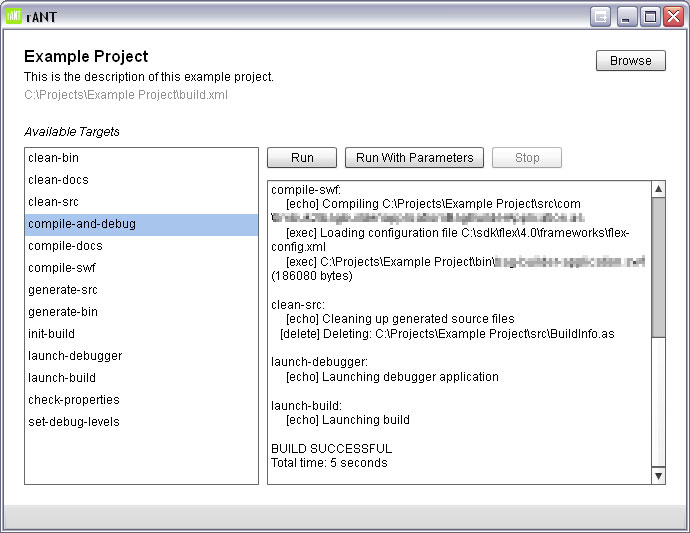 rANT rANT
Example Project
This is the description of this example project.
C:\Projects\Example Project\build.xml
Browse
Available Targets
clean-bin
clean-docs
clean-src
compile-and-debug
compile-docs
compile-swf
generate-src
generate-bin
init-build
launch-debugger
launch-build
check-properties
set-debug-levels
Run
Run With Parameters
Stop
compile-swf:
[echo] Compiling C:\Projects\Example Project\src\com
[exec] Loading configuration file C:\sdk\flex\4.0\frameworks\flex-
config.xml
[exec] C:\Projects\Example Project\bin\
(186080 bytes)
clean-src:
[echo] Cleaning up generated source files
[delete] Deleting: C:\Projects\Example Project\src\BuildInfo.as
launch-debugger:
[echo] Launching debugger application
launch-build:
[echo] Launching build
BUILD SUCCESSFUL
Total time: 5 seconds